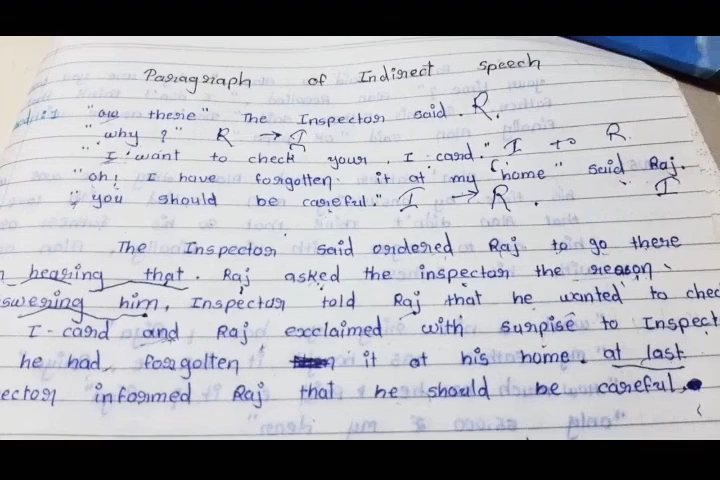 Paragraph of Indirect speech
"are there" The Inspector said. R.
"why ?" R → I
"I want to check your I card." I to R
"oh! I have forgotten it at my home" said Raj.
"you should be careful." I → R. I
The Inspector said ordered Raj to go there
hearing that. Raj asked the inspector the reason
swering him, Inspector told Raj that he wanted to chec
I-card and Raj exclaimed with surpise to Inspect
he had forgotten it at his home. at last
ector informed Raj that he should be careful.